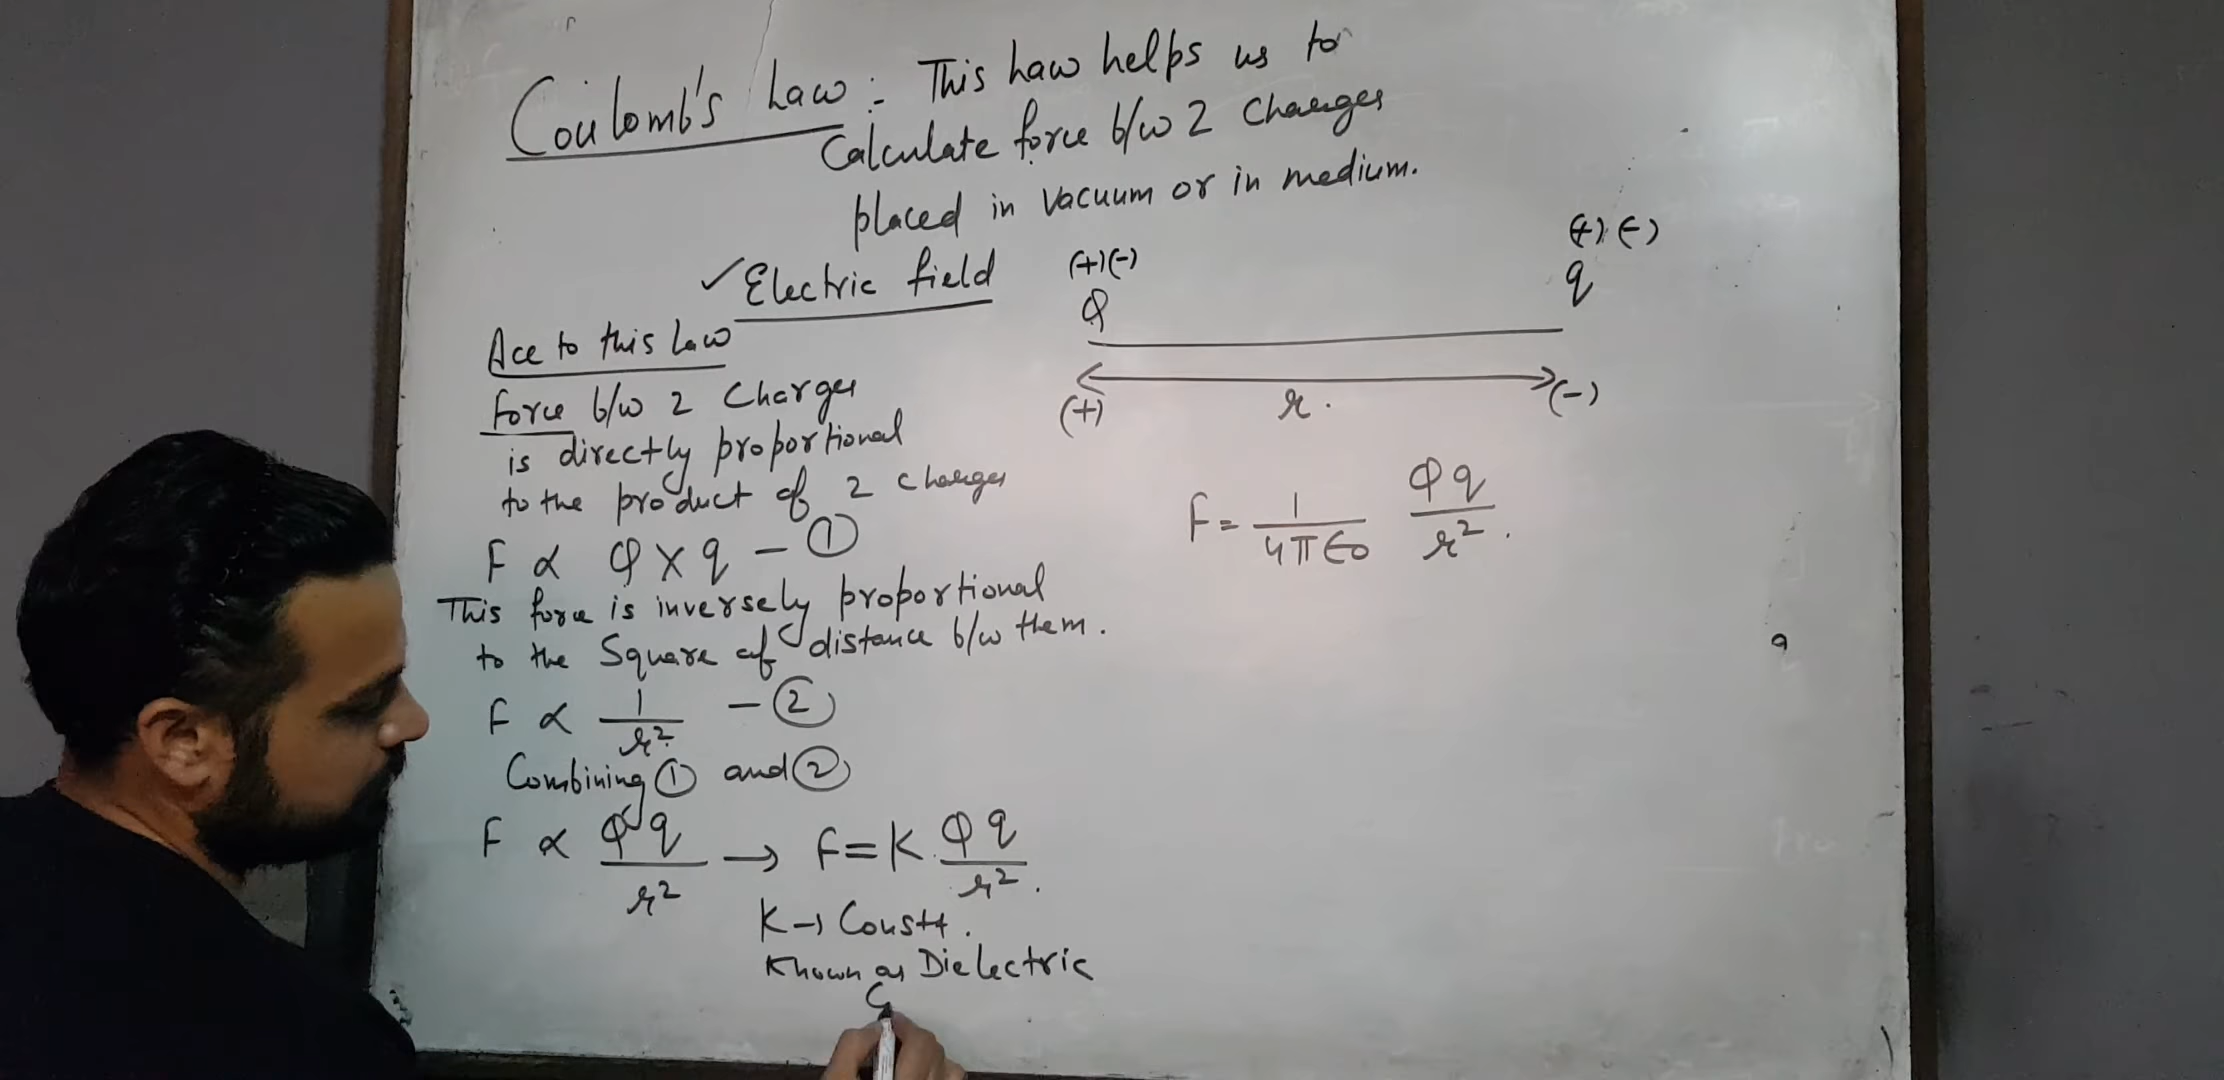 Coulomb's Law :- This Law helps us to
Calculate force b/w 2 Charges
placed in vacuum or in medium.
✓ Electric field
(+)(-)
Q
(+)(-)
q
(+)
r.
(-)
Acc to this Law
Force b/w 2 Charges
is directly proportional
to the product of 2 charges
F ∝ Q × q - ①
This force is inversely proportional
to the Square of distance b/w them.
F ∝ 1/r² - ②
Combining ① and ②
F ∝ Qq/r² → F = K. Qq/r².
K → Constt.
Known as Dielectric
C
F = 1/4π∈0 Qq/r².